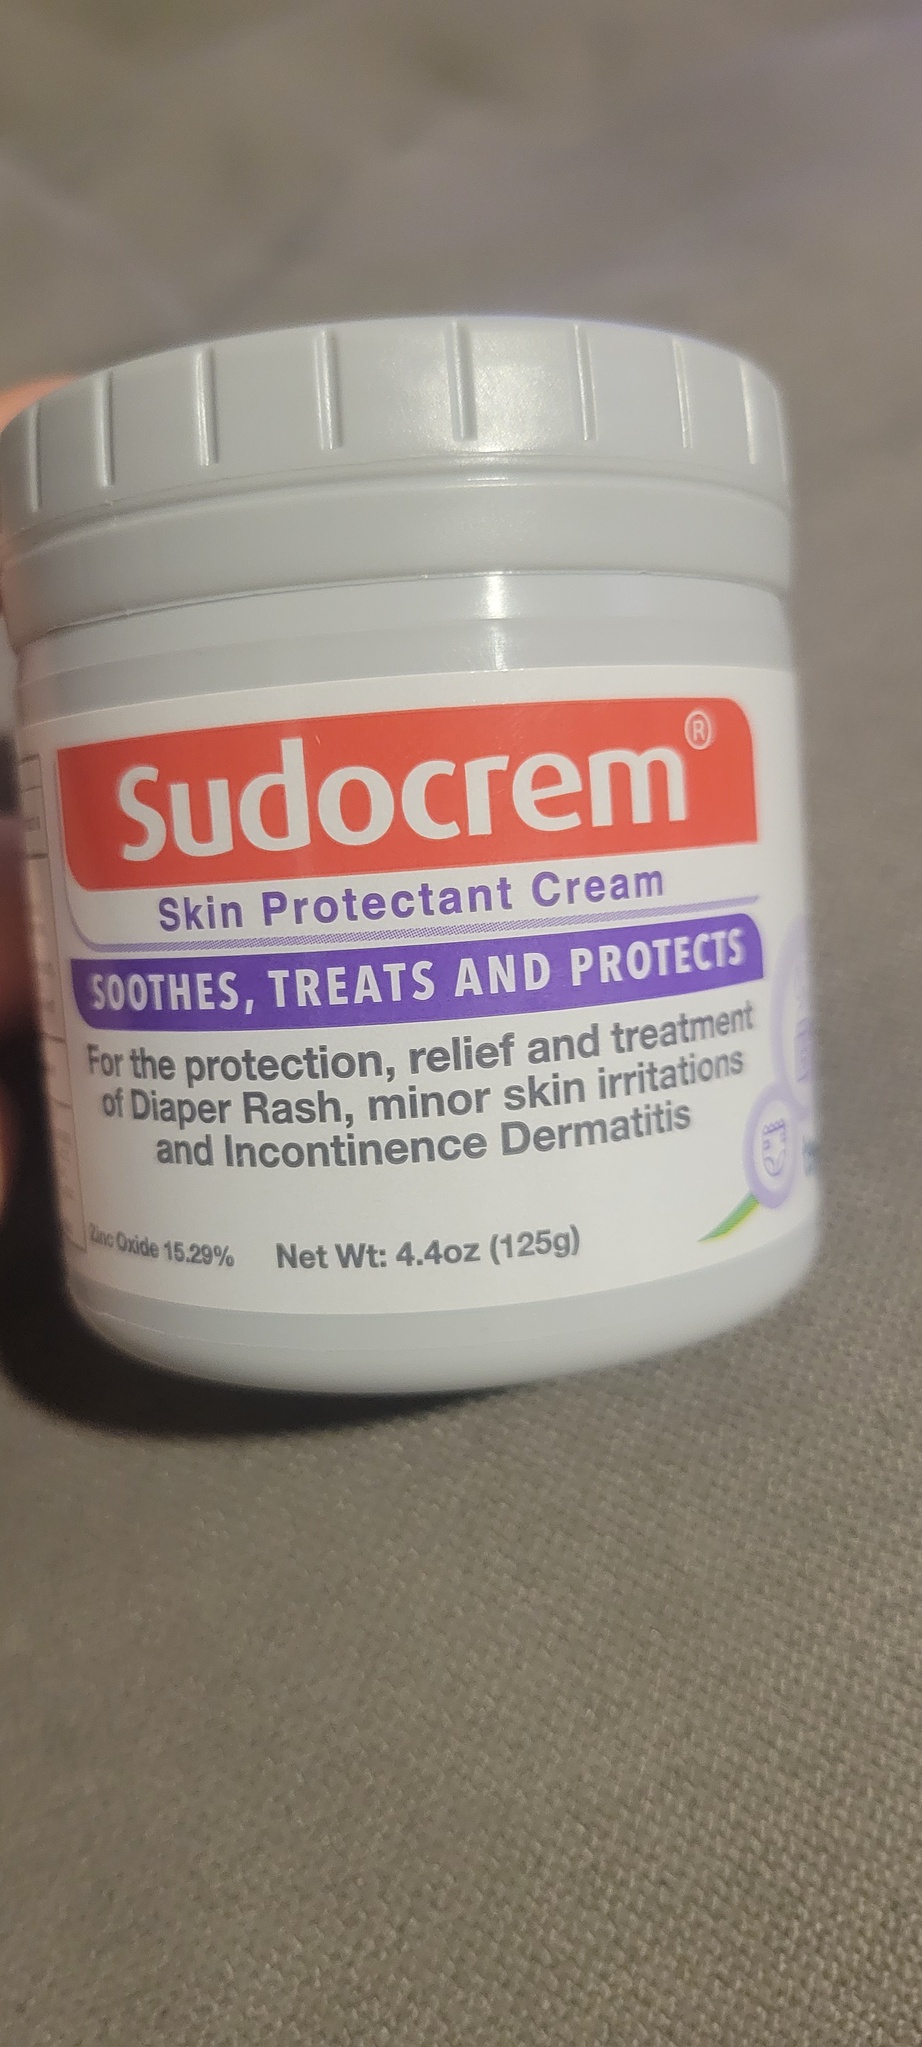 Sudocrem®
Skin Protectant Cream
SOOTHES, TREATS AND PROTECTS
For the protection, relief and treatment
of Diaper Rash, minor skin irritations
and Incontinence Dermatitis
Zinc Oxide 15.29% Net Wt: 4.4oz (125g)